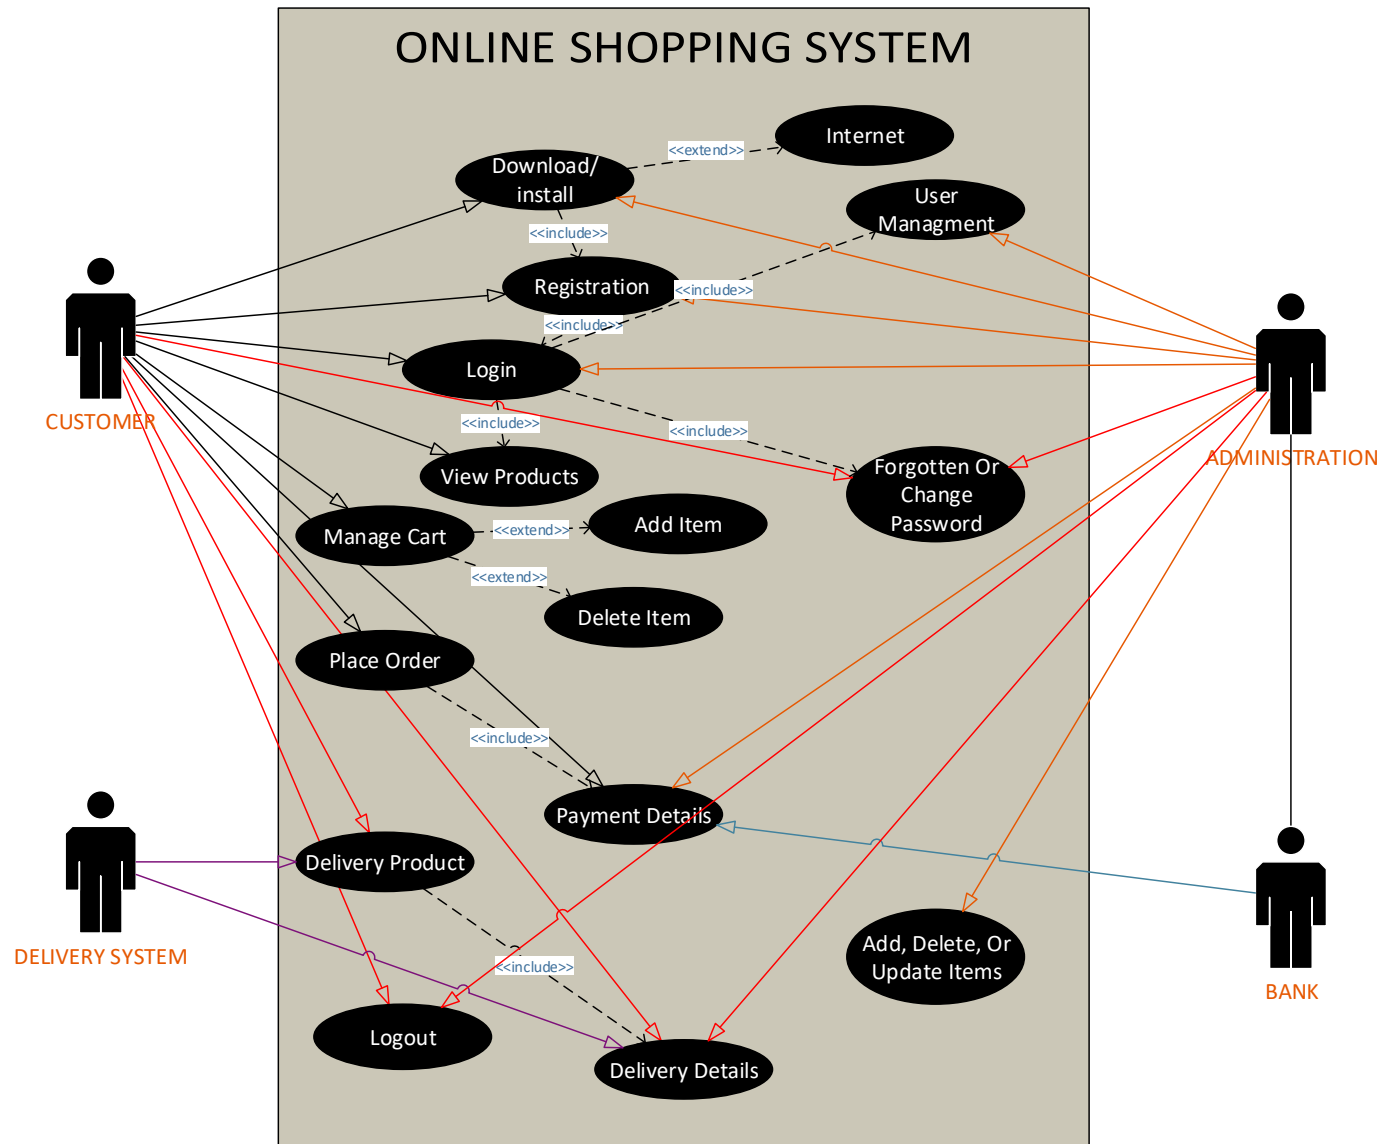 ONLINE SHOPPING SYSTEM
Internet
<<extend>>
Download/
install
User
Managment
<<include>>
Registration
<<include>>
<<include>>
Login
CUSTOMER
<<include>>
<<include>>
ADMINISTRATION
View Products
Forgotten Or
Change
Password
Manage Cart
<<extend>>
Add Item
<<extend>>
Delete Item
Place Order
<<include>>
Payment Details
Delivery Product
DELIVERY SYSTEM
<<include>>
Add, Delete, Or
Update Items
BANK
Logout
Delivery Details